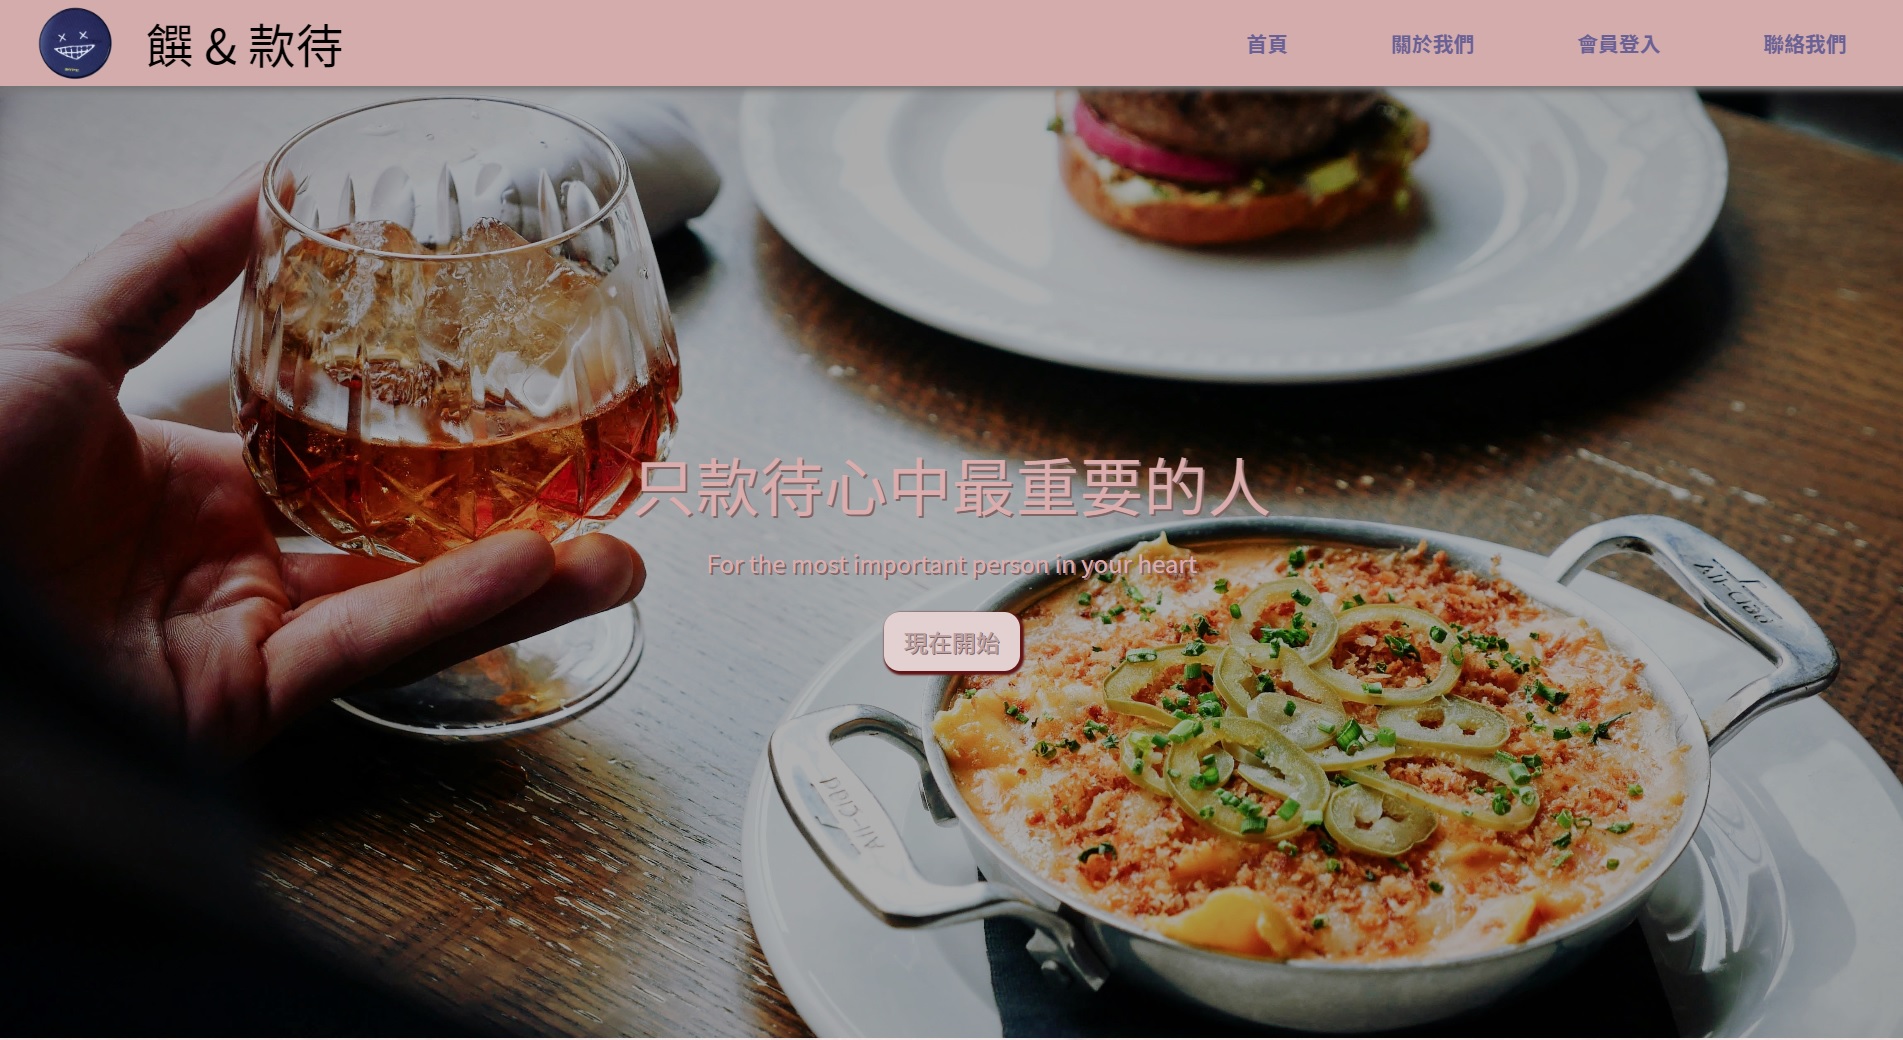 饌 & 款待
首頁
關於我們
會員登入
聯絡我們
只款待心中最重要的人
For the most important person in your heart
現在開始
All-Clad
All-Clad